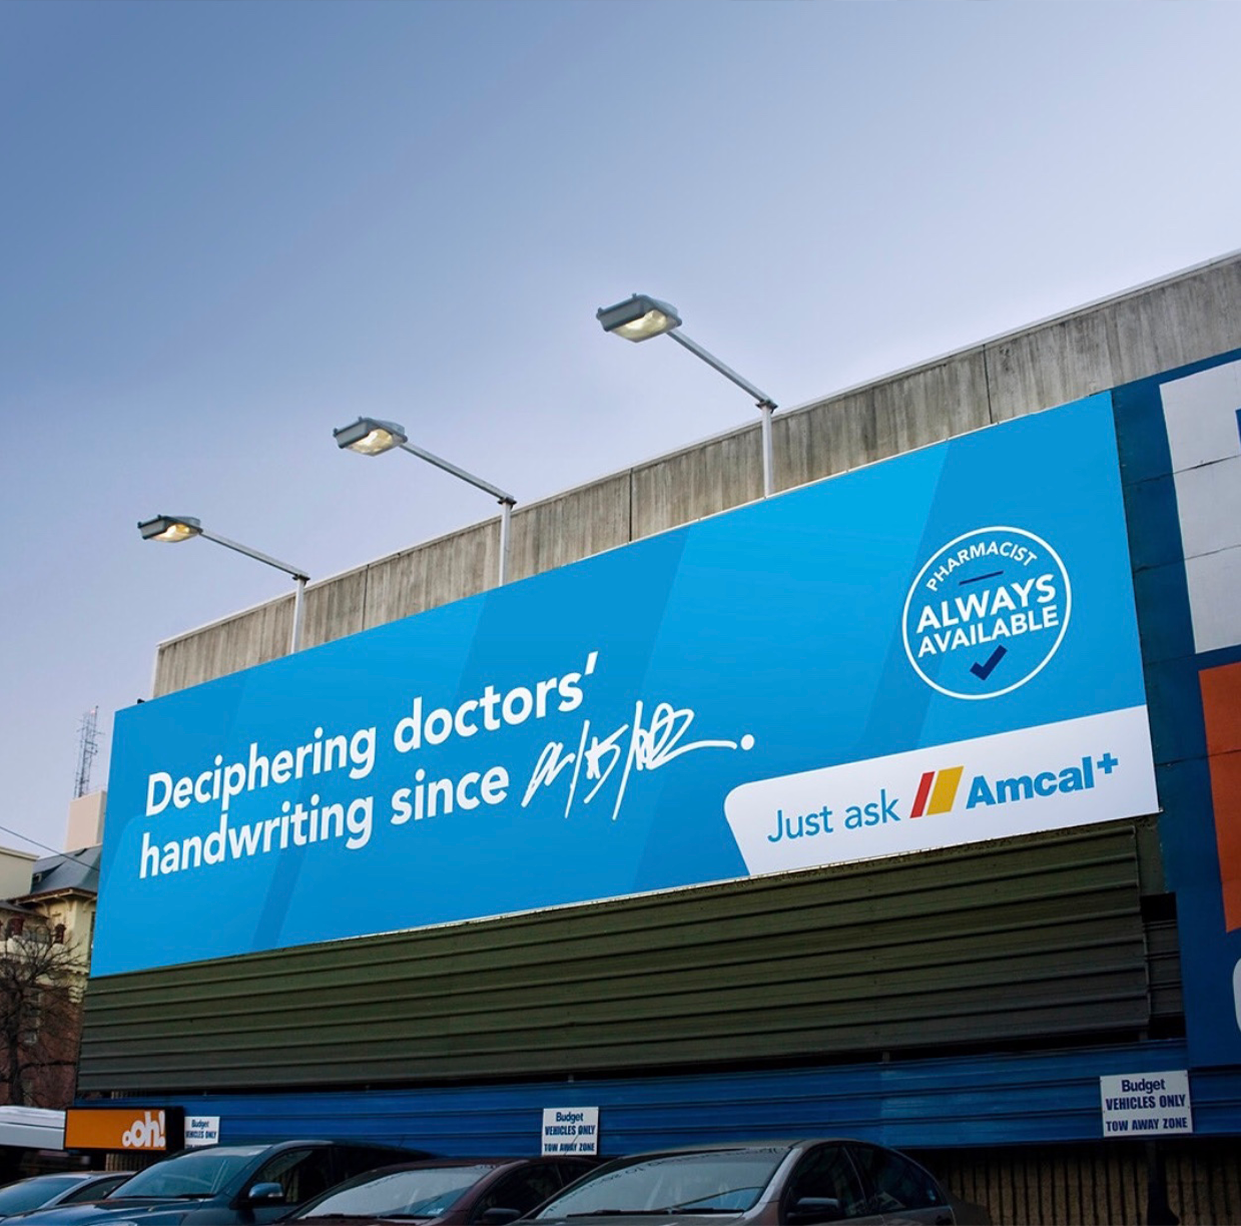 Deciphering doctors'
handwriting since
PHARMACIST
ALWAYS
AVAILABLE
Just ask Amcal+
ooh!
Budget
VEHICLES ONLY
Budget
VEHICLES ONLY
TOW AWAY ZONE
Budget
VEHICLES ONLY
TOW AWAY ZONE